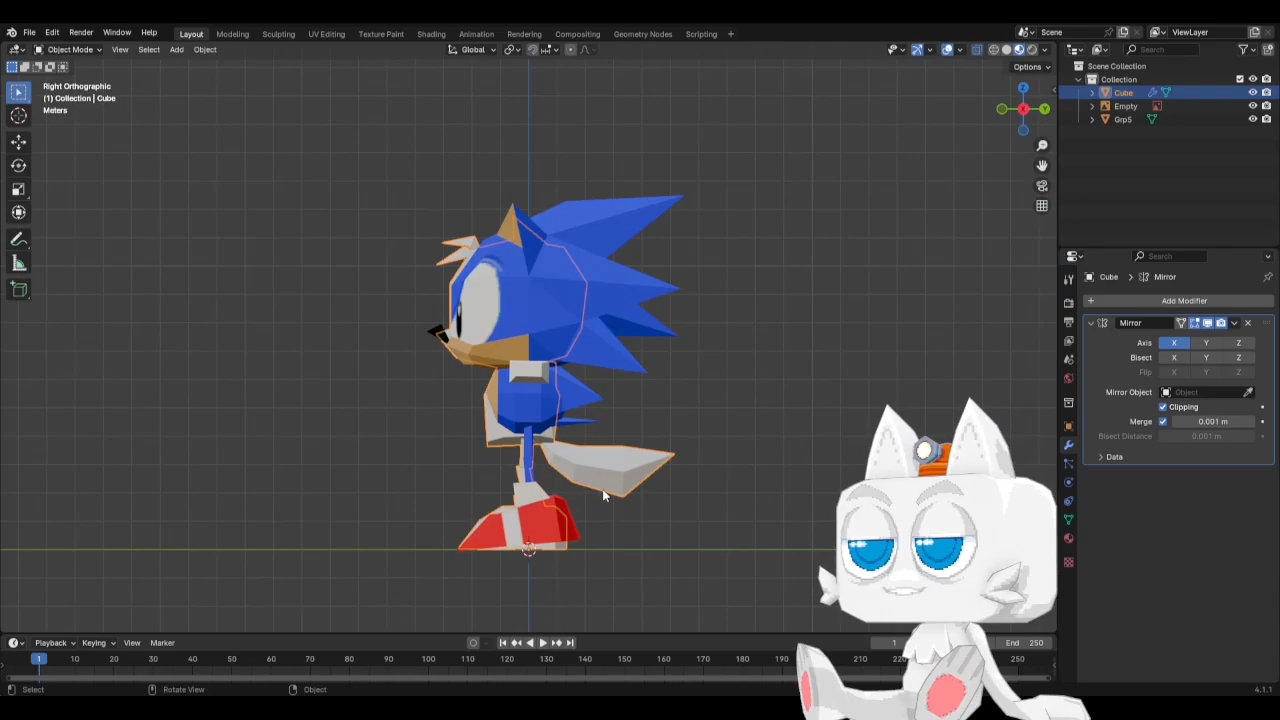 File Edit Render Window Help Layout Modeling Sculpting UV Editing Texture Paint Shading Animation Rendering Compositing Geometry Nodes Scripting + Scene ViewLayer
Object Mode View Select Add Object Global Search
Options
Right Orthographic
(1) Collection | Cube
Meters
Z
Y
X
Scene Collection
Collection
Cube
Empty
Grp5
Search
Cube > Mirror
+ Add Modifier
Mirror
Axis X Y Z
Bisect X Y Z
Flip X Y Z
Mirror Object Object
Clipping
Merge 0.001 m
Bisect Distance 0.001 m
Data
Playback Keying View Marker 1 End 250
1 10 20 30 40 50 60 70 80 90 100 110 120 130 140 150 160 170 180 190 200 210 250
Select Rotate View Object 4.1.1